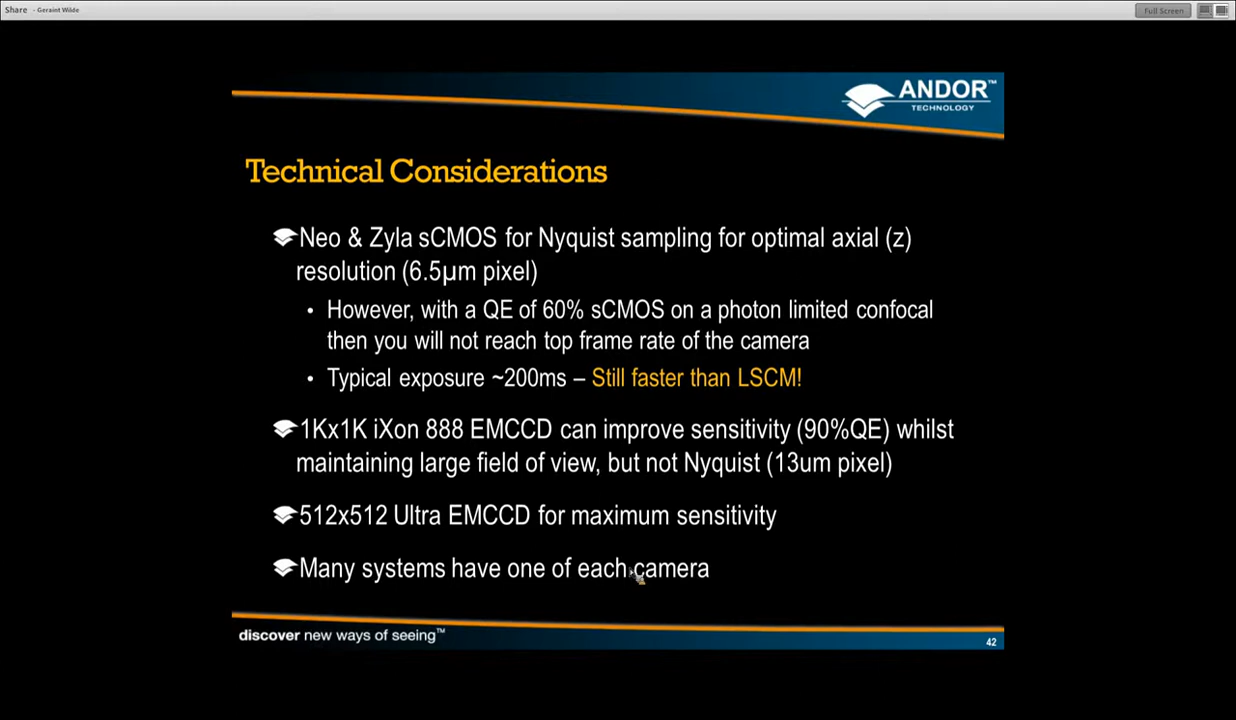 Share - Geraint Wilde
Full Screen
ANDOR™
TECHNOLOGY
Technical Considerations
Neo & Zyla sCMOS for Nyquist sampling for optimal axial (z)
resolution (6.5µm pixel)
• However, with a QE of 60% sCMOS on a photon limited confocal
then you will not reach top frame rate of the camera
• Typical exposure ~200ms – Still faster than LSCM!
1Kx1K iXon 888 EMCCD can improve sensitivity (90%QE) whilst
maintaining large field of view, but not Nyquist (13um pixel)
512x512 Ultra EMCCD for maximum sensitivity
Many systems have one of each camera
discover new ways of seeing™
42